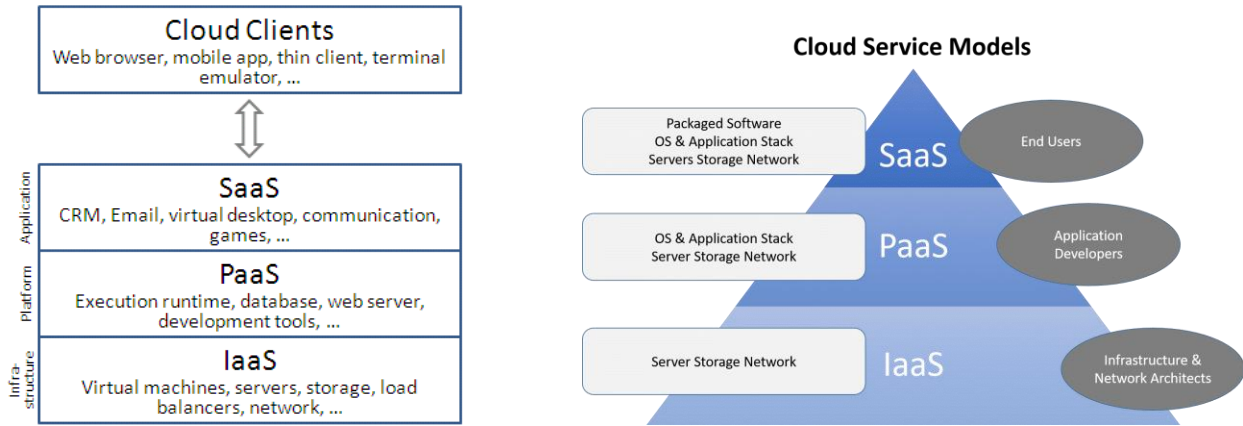 Cloud Clients
Web browser, mobile app, thin client, terminal
emulator, ...
Application
SaaS
CRM, Email, virtual desktop, communication,
games, ...
Platform
PaaS
Execution runtime, database, web server,
development tools, ...
Infra-
structure
IaaS
Virtual machines, servers, storage, load
balancers, network, ...
Cloud Service Models
Packaged Software
OS & Application Stack
Servers Storage Network
SaaS
End Users
OS & Application Stack
Server Storage Network
PaaS
Application
Developers
Server Storage Network
IaaS
Infrastructure &
Network Architects